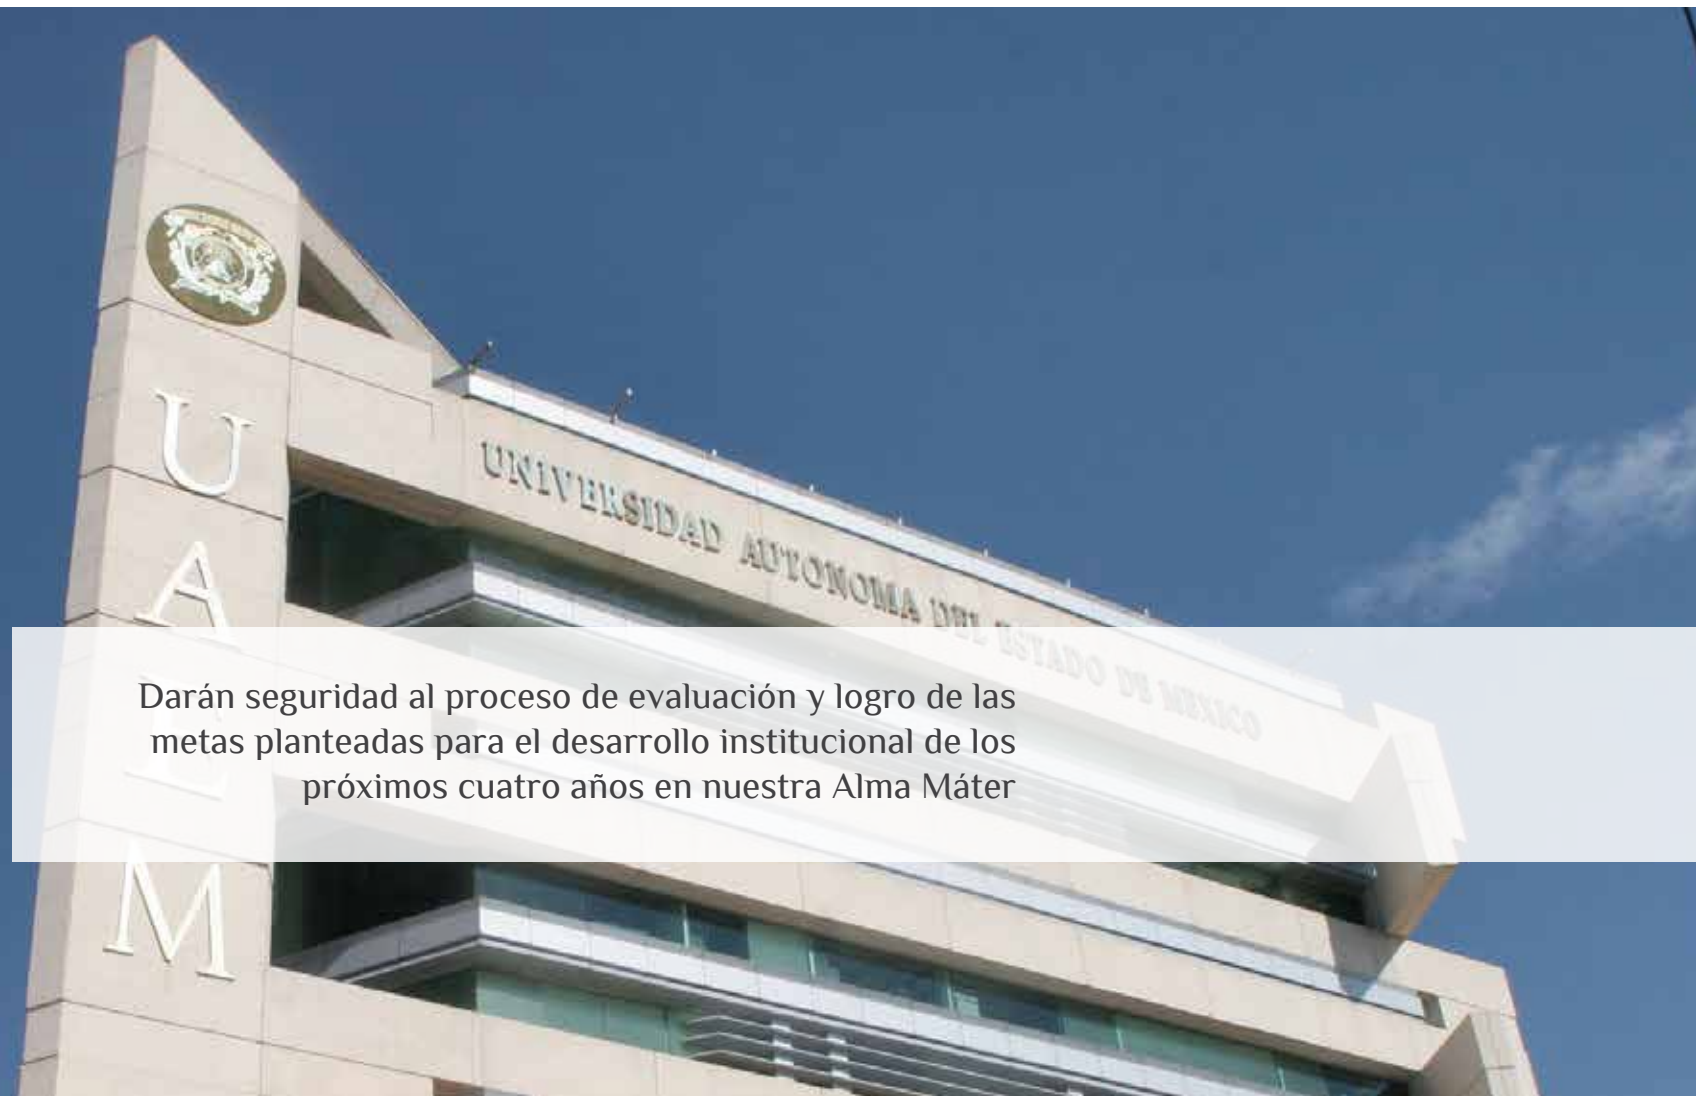 U
A
E
M
UNIVERSIDAD AUTONOMA DEL ESTADO DE MEXICO
Darán seguridad al proceso de evaluación y logro de las
metas planteadas para el desarrollo institucional de los
próximos cuatro años en nuestra Alma Máter